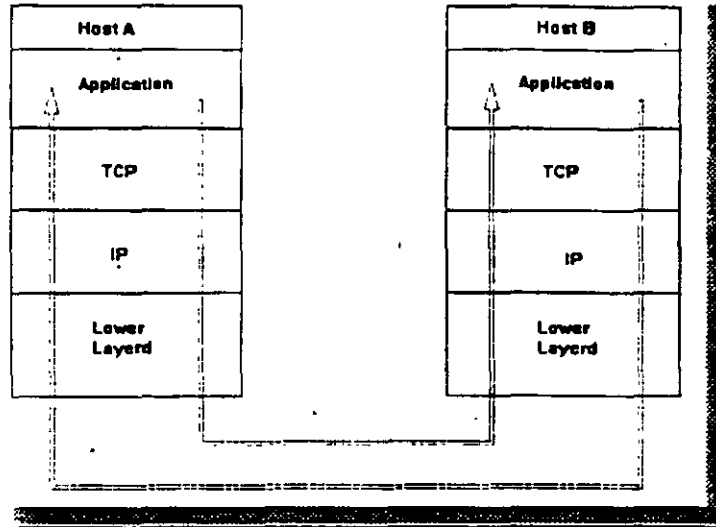 Host A
Application
TCP
IP
Lower
Layerd
Host B
Application
TCP
IP
Lower
Layerd